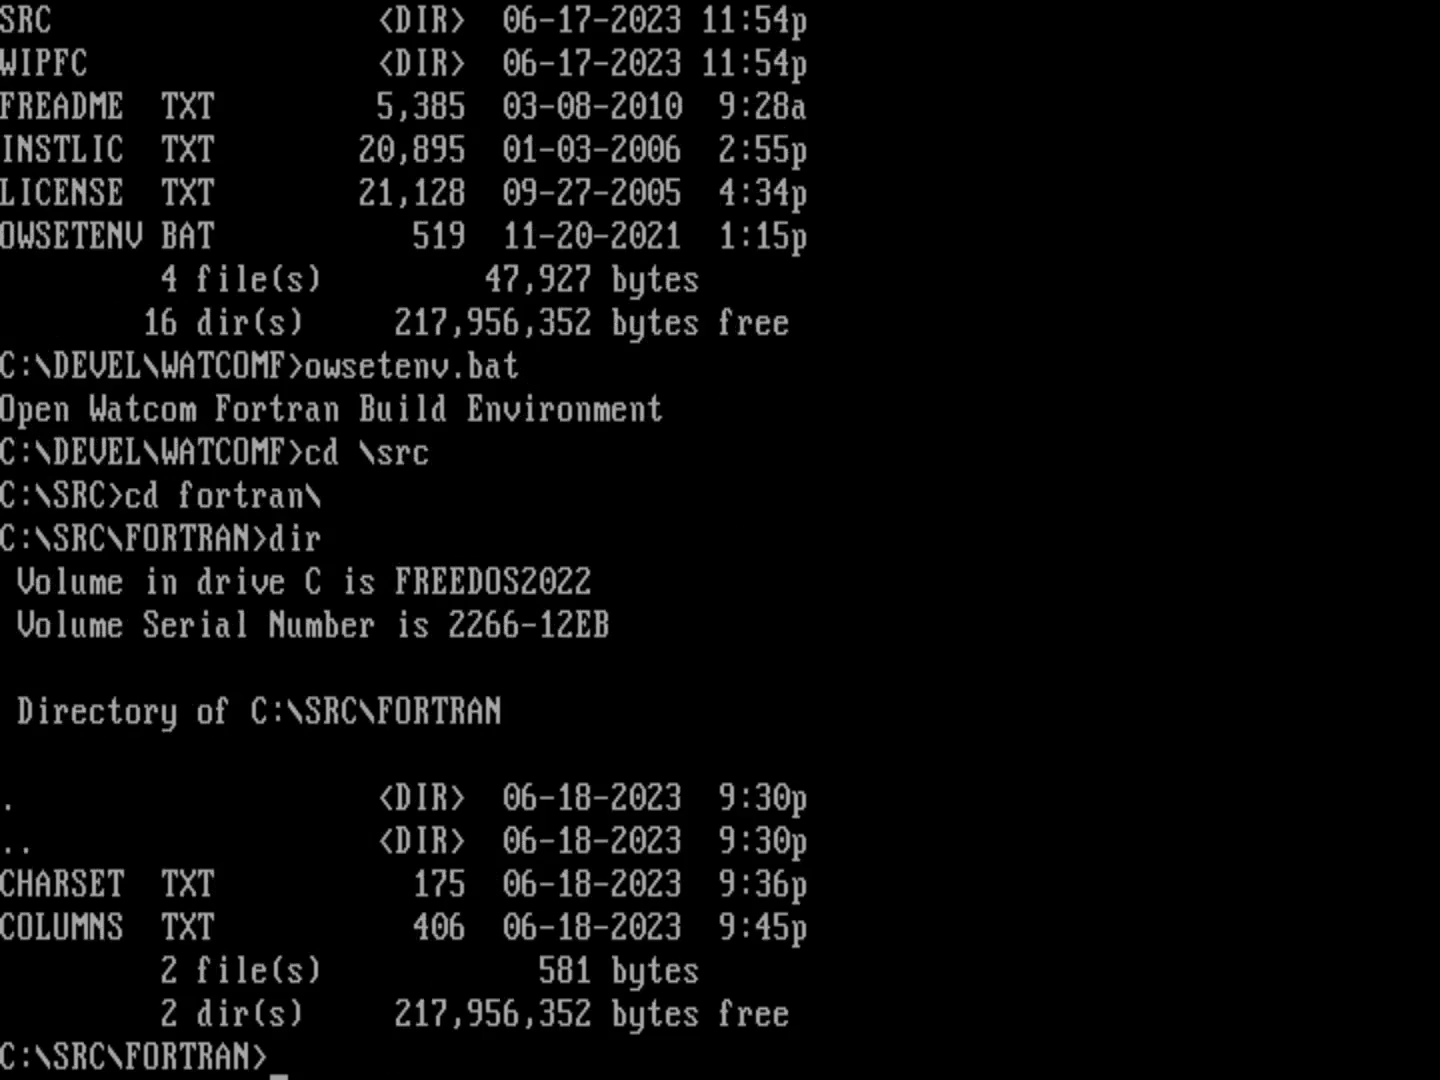 SRC                  <DIR>  06-17-2023 11:54p
WIPFC                <DIR>  06-17-2023 11:54p
FREADME  TXT         5,385  03-08-2010  9:28a
INSTLIC  TXT        20,895  01-03-2006  2:55p
LICENSE  TXT        21,128  09-27-2005  4:34p
OWSETENV BAT           519  11-20-2021  1:15p
         4 file(s)         47,927 bytes
        16 dir(s)     217,956,352 bytes free
C:\DEVEL\WATCOMF>owsetenv.bat
Open Watcom Fortran Build Environment
C:\DEVEL\WATCOMF>cd \src
C:\SRC>cd fortran\
C:\SRC\FORTRAN>dir
 Volume in drive C is FREEDOS2022
 Volume Serial Number is 2266-12EB

 Directory of C:\SRC\FORTRAN

.                    <DIR>  06-18-2023  9:30p
..                   <DIR>  06-18-2023  9:30p
CHARSET  TXT           175  06-18-2023  9:36p
COLUMNS  TXT           406  06-18-2023  9:45p
         2 file(s)            581 bytes
         2 dir(s)     217,956,352 bytes free
C:\SRC\FORTRAN>_